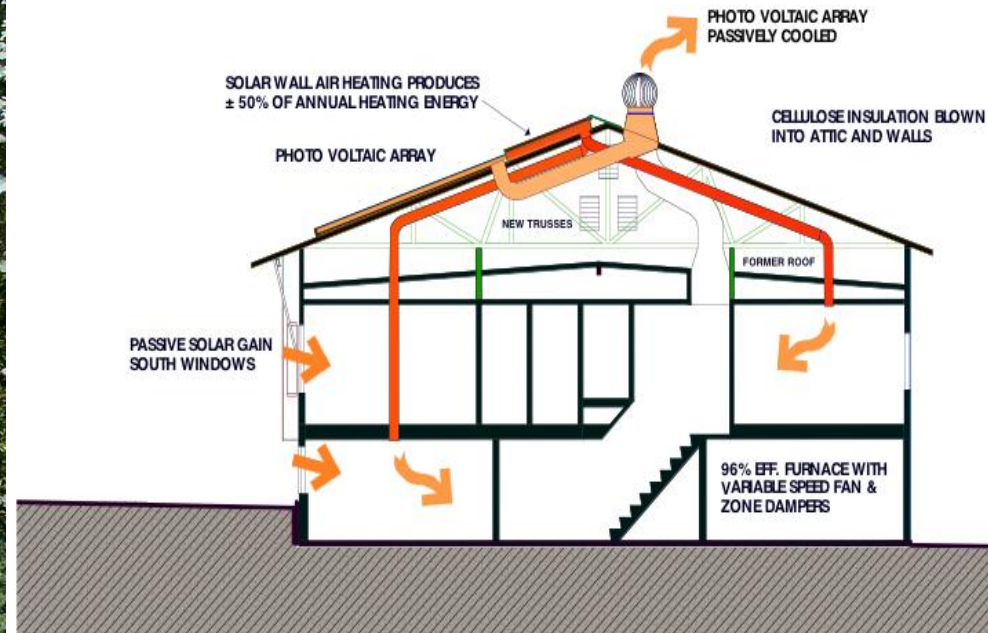 PHOTO VOLTAIC ARRAY
PASSIVELY COOLED
SOLAR WALL AIR HEATING PRODUCES
± 50% OF ANNUAL HEATING ENERGY
CELLULOSE INSULATION BLOWN
INTO ATTIC AND WALLS
PHOTO VOLTAIC ARRAY
NEW TRUSSES
FORMER ROOF
PASSIVE SOLAR GAIN
SOUTH WINDOWS
96% EFF. FURNACE WITH
VARIABLE SPEED FAN &
ZONE DAMPERS